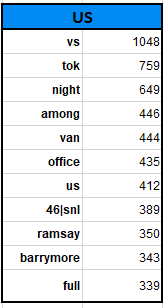 US
vs 1048
tok 759
night 649
among 446
van 444
office 435
us 412
46|snl 389
ramsay 350
barrymore 343
full 339